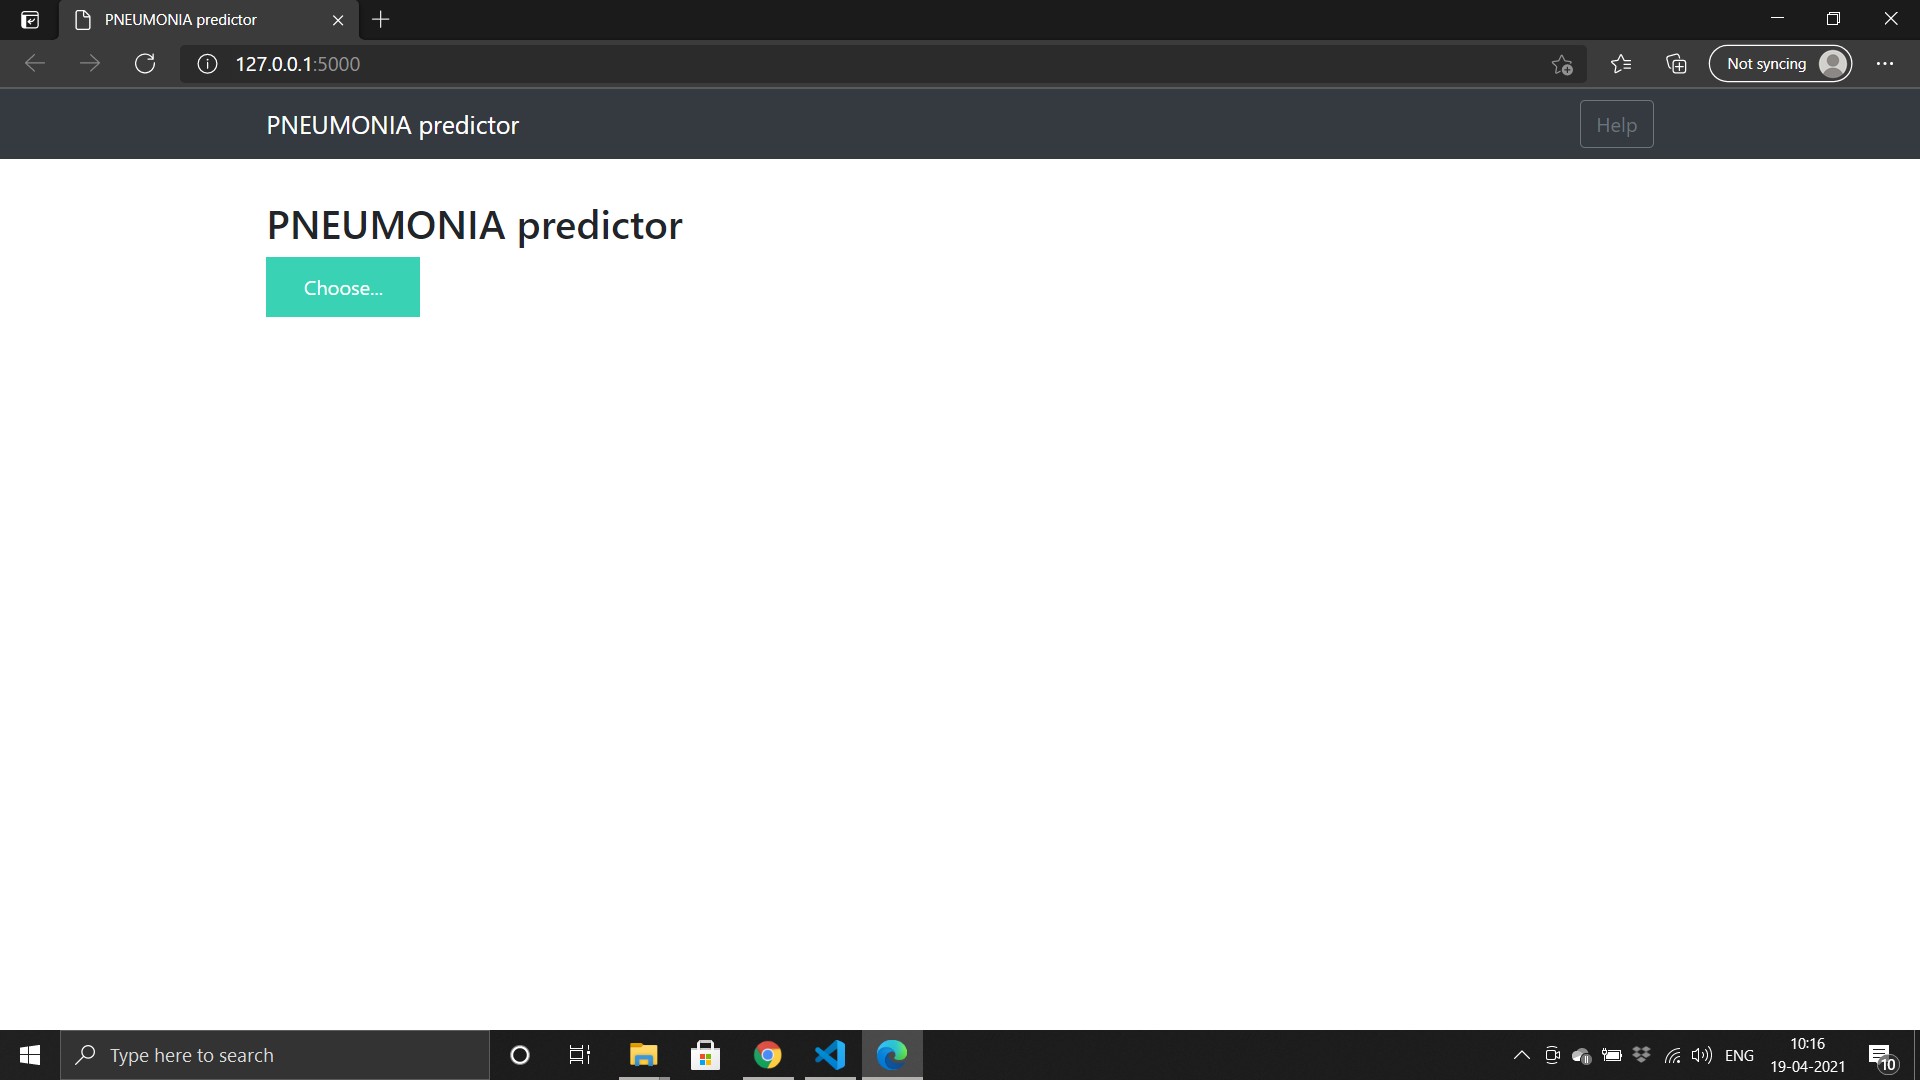 PNEUMONIA predictor
127.0.0.1:5000
Not syncing
PNEUMONIA predictor
Help
PNEUMONIA predictor
Choose...
Type here to search
ENG
10:16
19-04-2021
10